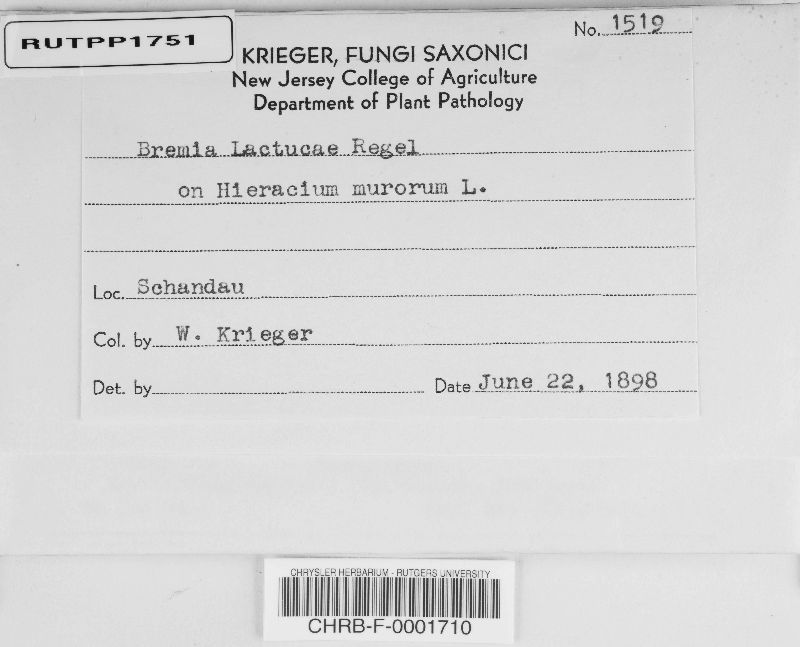 RUTPP1751
No. 1519
KRIEGER, FUNGI SAXONICI
New Jersey College of Agriculture
Department of Plant Pathology
Bremia Lactucae Regel
on Hieracium murorum L.
Loc. Schandau
Col. by W. Krieger
Det. by
Date June 22, 1898
CHRYSLER HERBARIUM - RUTGERS UNIVERSITY
CHRB-F-0001710